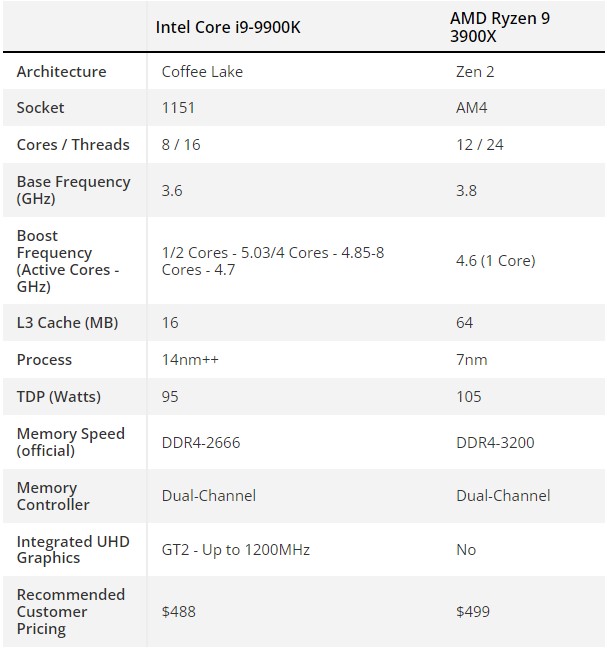 Intel Core i9-9900K
AMD Ryzen 9
3900X
Architecture
Coffee Lake
Zen 2
Socket
1151
AM4
Cores / Threads
8 / 16
12 / 24
Base Frequency
(GHz)
3.6
3.8
Boost
Frequency
(Active Cores -
GHz)
1/2 Cores - 5.03/4 Cores - 4.85-8
Cores - 4.7
4.6 (1 Core)
L3 Cache (MB)
16
64
Process
14nm++
7nm
TDP (Watts)
95
105
Memory Speed
(official)
DDR4-2666
DDR4-3200
Memory
Controller
Dual-Channel
Dual-Channel
Integrated UHD
Graphics
GT2 - Up to 1200MHz
No
Recommended
Customer
Pricing
$488
$499